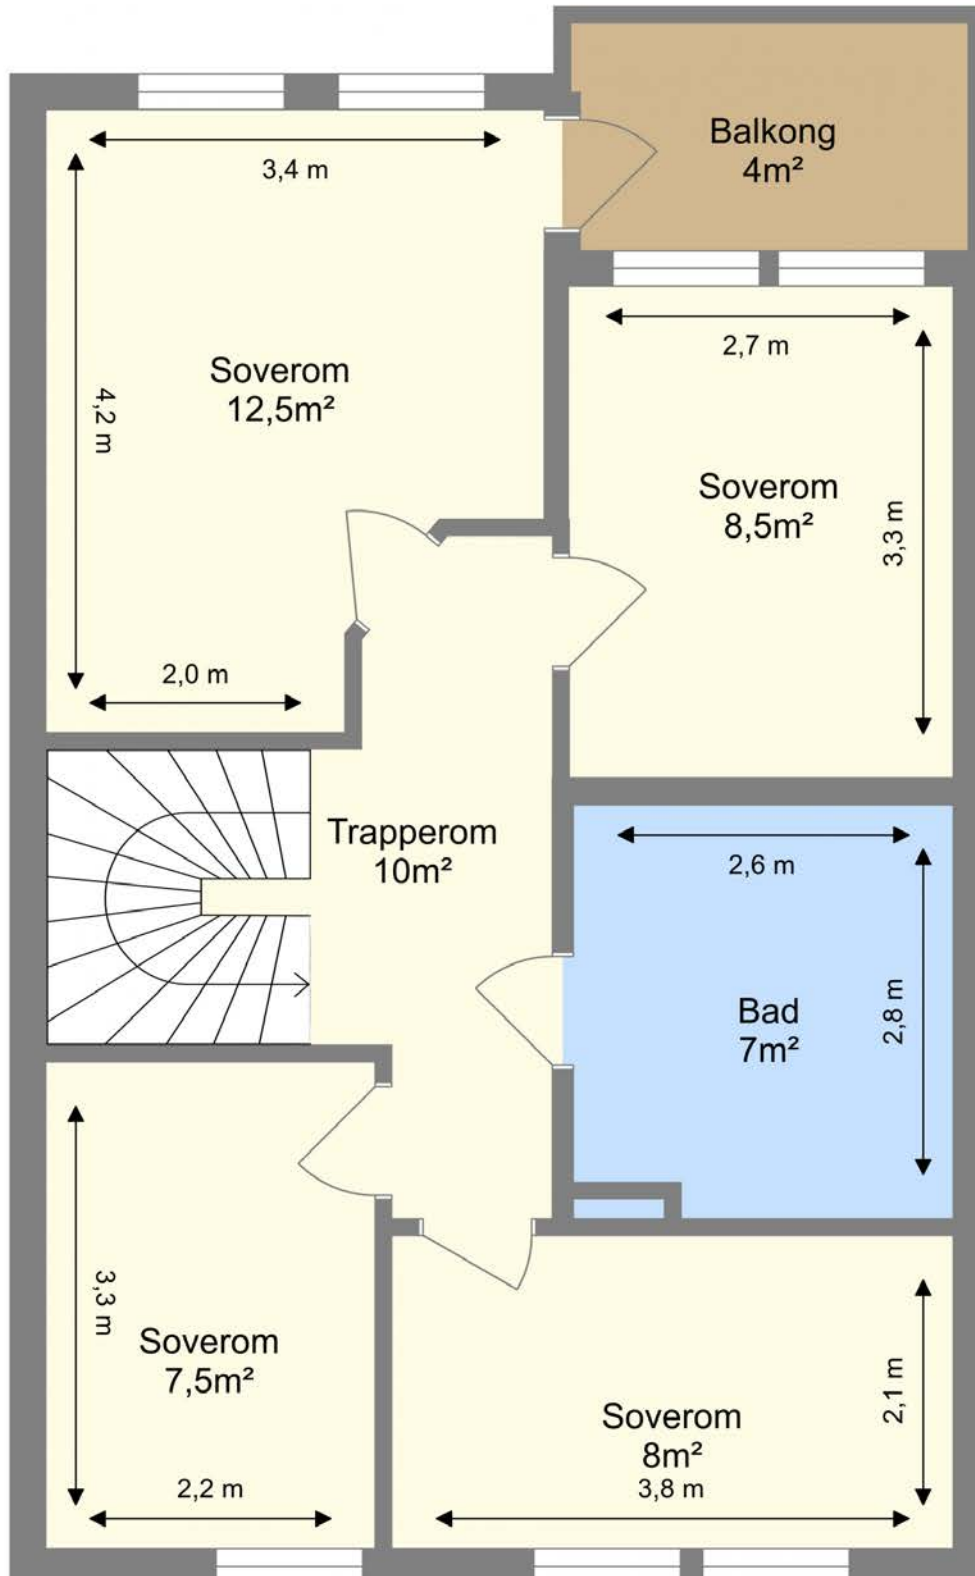 Balkong
4m²
3,4 m
2,7 m
Soverom
12,5m²
4,2 m
Soverom
8,5m²
3,3 m
2,0 m
Trapperom
10m²
2,6 m
Bad
7m²
2,8 m
3,3 m
Soverom
7,5m²
2,2 m
Soverom
8m²
3,8 m
2,1 m